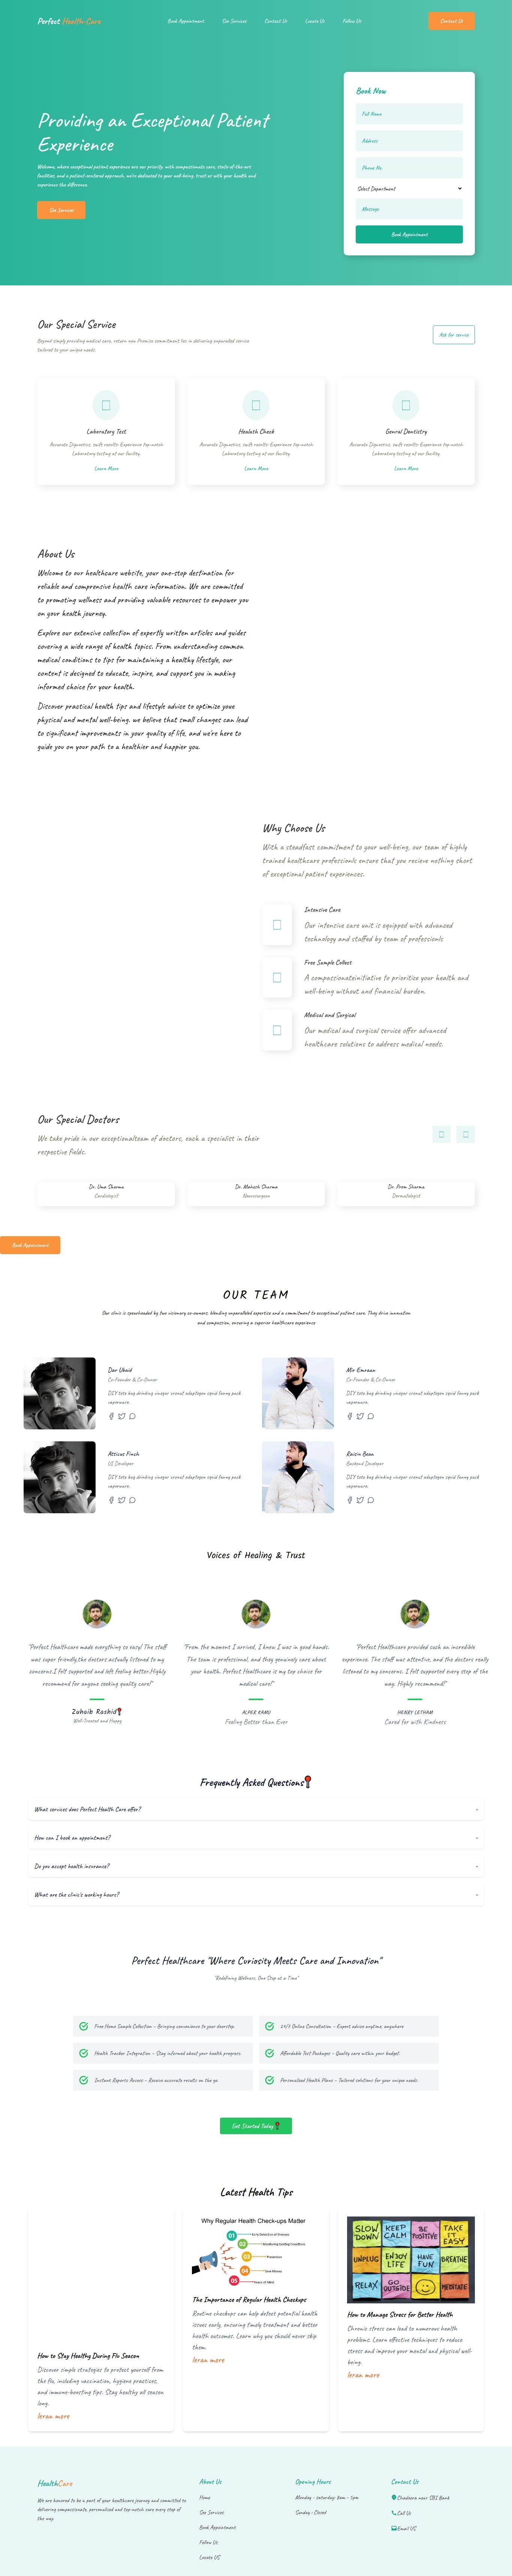 Perfect Health Care
Book Appointment
See Services
Contact Us
Locate Us
Follow Us
Contact Us
Providing an Exceptional Patient
Experience
Welcome, where exceptional patient experience are our priority. with compassionate care, state-of-the-art
facilities, and a patient-centered approach, we're dedicated to your well-being. trust us with your health and
experience the difference.
See Services
Book Now
Full Name
Address
Phone No.
Select Department
Message
Book Appointment
Our Special Service
Beyond simply providing medical care,
tailored to your unique needs.
Ask for service
Laboratory Test
Accurate Dignostics, swift results: Experience top-notch
Laboratory testing at our facility.
Learn More
Health Check
Accurate Dignostics, swift results: Experience top-notch
Laboratory testing at our facility.
Learn More
Genral Dentistry
Accurate Dignostics, swift results: Experience top-notch
Laboratory testing at our facility.
Learn More
About Us
Welcome to our healthcare website, your one-stop destination for
reliable and comprensive health care information. We are committed
to promoting wellness and providing valuable resources to empower you
on your health journey.
Explore our extensive collection of expertly written articles and guides
covering a wide range of health topics. From understanding common
medical conditions to tips for maintaining a healthy lifestyle, our
content is designed to educate, inspire, and support you in making
informed choice for your health.
Discover practical health tips and lifestyle advice to optimize your
physical and mental well-being. we believe that small changes can lead
to significant improvements in your quality of life, and we're here to
guide you on your path to a healthier and happier you.
Why Choose Us
With a steadfast commitment to your well-being, our team of highly
trained healthcare professionls ensure that you recieve nothing short
of exceptional patient experiences.
Intensive Care
Our intensive care unit is equipped with advanced
technology and staffed by team of professionls
Free Sample Collect
A compassionateinitiative to prioritize your health and
well-being without and financial burden.
Medical and Surgical
Our medical and surgical service offer advanced
healthcare solutions to address medical needs.
Our Special Doctors
We take pride in our exceptionalteam of doctors, each a specialist in their
respective fields.
Dr. Uma Sharma
Cardiologist
Dr. Mahesh Sharma
Neurosurgeon
Dr. Prem Sharma
Dermatologist
Book Appointment
OUR TEAM
Our clinic is spearheaded by two visionary co-owners, blending unparalleled expertise and a commitment to exceptional patient care. They drive innovation
and compassion, ensuring a superior healthcare experience
Dar Ubaid
Co-Founder & Co-Owner
DIY tote bag drinking vinegar cronut adaptogen squid fanny pack
vaporware.
Mir Emraan
Co-Founder & Co-Owner
DIY tote bag drinking vinegar cronut adaptogen squid fanny pack
vaporware.
Atticus Finch
UI Developer
DIY tote bag drinking vinegar cronut adaptogen squid fanny pack
vaporware.
Raisin Bean
Backend Developer
DIY tote bag drinking vinegar cronut adaptogen squid fanny pack
vaporware.
Voices of Healing & Trust
"Perfect Healthcare made everything so easy! The staff
was super friendly,the doctors actually listened to my
concerns.I felt supported and left feeling better.Highly
recommend for anyone seeking quality care!"
Zuhaib Rashid
Well-Treated and Happy
"From the moment I arrived, I knew I was in good hands.
The team is professional, and they genuinely care about
your health. Perfect Healthcare is my top choice for
medical care!"
ALPER KAMU
Feeling Better than Ever
"Perfect Healthcare provided such an incredible
experience. The staff was attentive, and the doctors really
listened to my concerns. I felt supported every step of the
way. Highly recommend!"
HENRY LETHAM
Cared for with Kindness
Frequently Asked Questions
What services does Perfect Health Care offer?
How can I book an appointment?
Do you accept health insurance?
What are the clinic's working hours?
Perfect Healthcare "Where Curiosity Meets Care and Innovation"
"Redefining Wellness, One Step at a Time"
Free Home Sample Collection – Bringing convenience to your doorstep.
24/7 Online Consultation – Expert advice anytime, anywhere
Health Tracker Integration – Stay informed about your health progress.
Affordable Test Packages – Quality care within your budget.
Instant Reports Access – Receive accurate results on the go.
Personalized Health Plans – Tailored solutions for your unique needs.
Get Started Today
Latest Health Tips
How to Stay Healthy During Flu Season
Discover simple strategies to protect yourself from
the flu, including vaccination, hygiene practices,
and immune-boosting tips. Stay healthy all season
long.
leran more
Why Regular Health Check-ups Matter
01
Early Detection of Illnesses
02
Monitoring Existing Conditions
03
Prevention
04
05
Peace of Mind
The Importance of Regular Health Checkups
Routine checkups can help detect potential health
issues early, ensuring timely treatment and better
health outcomes. Learn why you should never skip
them.
leran more
SLOW DOWN
KEEP CALM
BE POSITIVE
TAKE IT EASY
UNPLUG
ENJOY LIFE
HAVE FUN
BREATHE
RELAX
GO OUTSIDE
MEDITATE
How to Manage Stress for Better Health
Chronic stress can lead to numerous health
problems. Learn effective techniques to reduce
stress and improve your mental and physical well-
being.
leran more
HealthCare
We are honored to be a part of your healthcare journey and committed to
delivering compassionate, personalized and top-notch care every step of
the way.
About Us
Home
See Services
Book Appointment
Follow Us
Locate US
Opening Hours
Monday - saturday: 8am - 5pm
Sunday - Closed
Contact Us
Chadoora near SBI Bank
Call Us
Email US